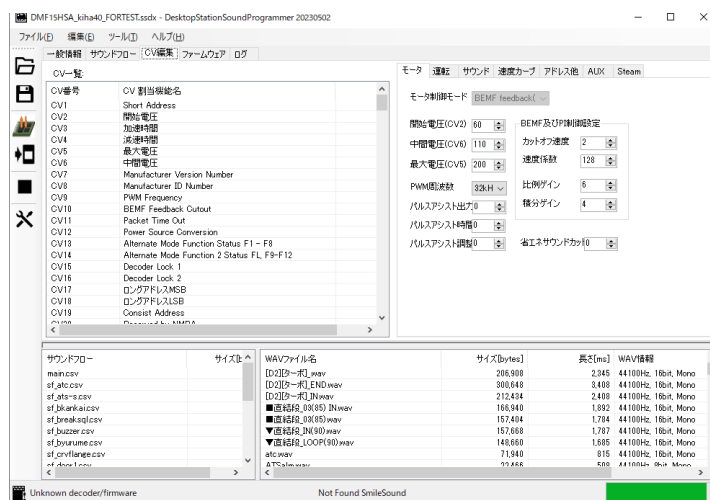 DMF15HSA_kiha40_FORTEST.ssdx - DesktopStationSoundProgrammer 20230502
ファイル(F) 編集(E) ツール(T) ヘルプ(H)
一般情報 サウンドフロー CV編集 ファームウェア ログ
CV一覧:
CV番号 CV 割当機能名
CV1 Short Address
CV2 開始電圧
CV3 加速時間
CV4 減速時間
CV5 最大電圧
CV6 中間電圧
CV7 Manufacturer Version Number
CV8 Manufacturer ID Number
CV9 PWM Frequency
CV10 BEMF Feedback Cutout
CV11 Packet Time Out
CV12 Power Source Conversion
CV13 Alternate Mode Function Status F1 - F8
CV14 Alternate Mode Function 2 Status FL, F9-F12
CV15 Decoder Lock 1
CV16 Decoder Lock 2
CV17 ロングアドレスMSB
CV18 ロングアドレスLSB
CV19 Consist Address
CV20 Reserved by NMRA
モータ 運転 サウンド 速度カーブ アドレス他 AUX Steam
モータ制御モード BEMF feedback(
開始電圧(CV2) 60
中間電圧(CV6) 110
最大電圧(CV5) 200
PWM周波数 32kH
パルスアシスト出力 0
パルスアシスト時間 0
パルスアシスト調整 0
BEMF及びPI制御設定
カットオフ速度 2
速度係数 128
比例ゲイン 6
積分ゲイン 4
省エネサウンドカット 0
サウンドフロー サイズ[b
main.csv
sf_atc.csv
sf_ats-s.csv
sf_bkankai.csv
sf_breaksql.csv
sf_buzzer.csv
sf_byurume.csv
sf_crvflange.csv
sf_door1.csv
WAVファイル名 サイズ[bytes] 長さ[ms] WAV情報
[D2][ターボ]_.wav 206,908 2,345 44100Hz, 16bit, Mono
[D2][ターボ]_END.wav 300,648 3,408 44100Hz, 16bit, Mono
[D2][ターボ]_IN.wav 212,434 2,408 44100Hz, 16bit, Mono
■直結段_03(85) IN.wav 166,940 1,892 44100Hz, 16bit, Mono
■直結段_03(85).wav 157,404 1,784 44100Hz, 16bit, Mono
▼直結段_IN(90).wav 157,668 1,787 44100Hz, 16bit, Mono
▼直結段_LOOP(90).wav 148,660 1,685 44100Hz, 16bit, Mono
atc.wav 71,940 815 44100Hz, 16bit, Mono
ATSalm.wav 22,466 508 44100Hz, 8bit, Mono
Unknown decoder/firmware Not Found SmileSound